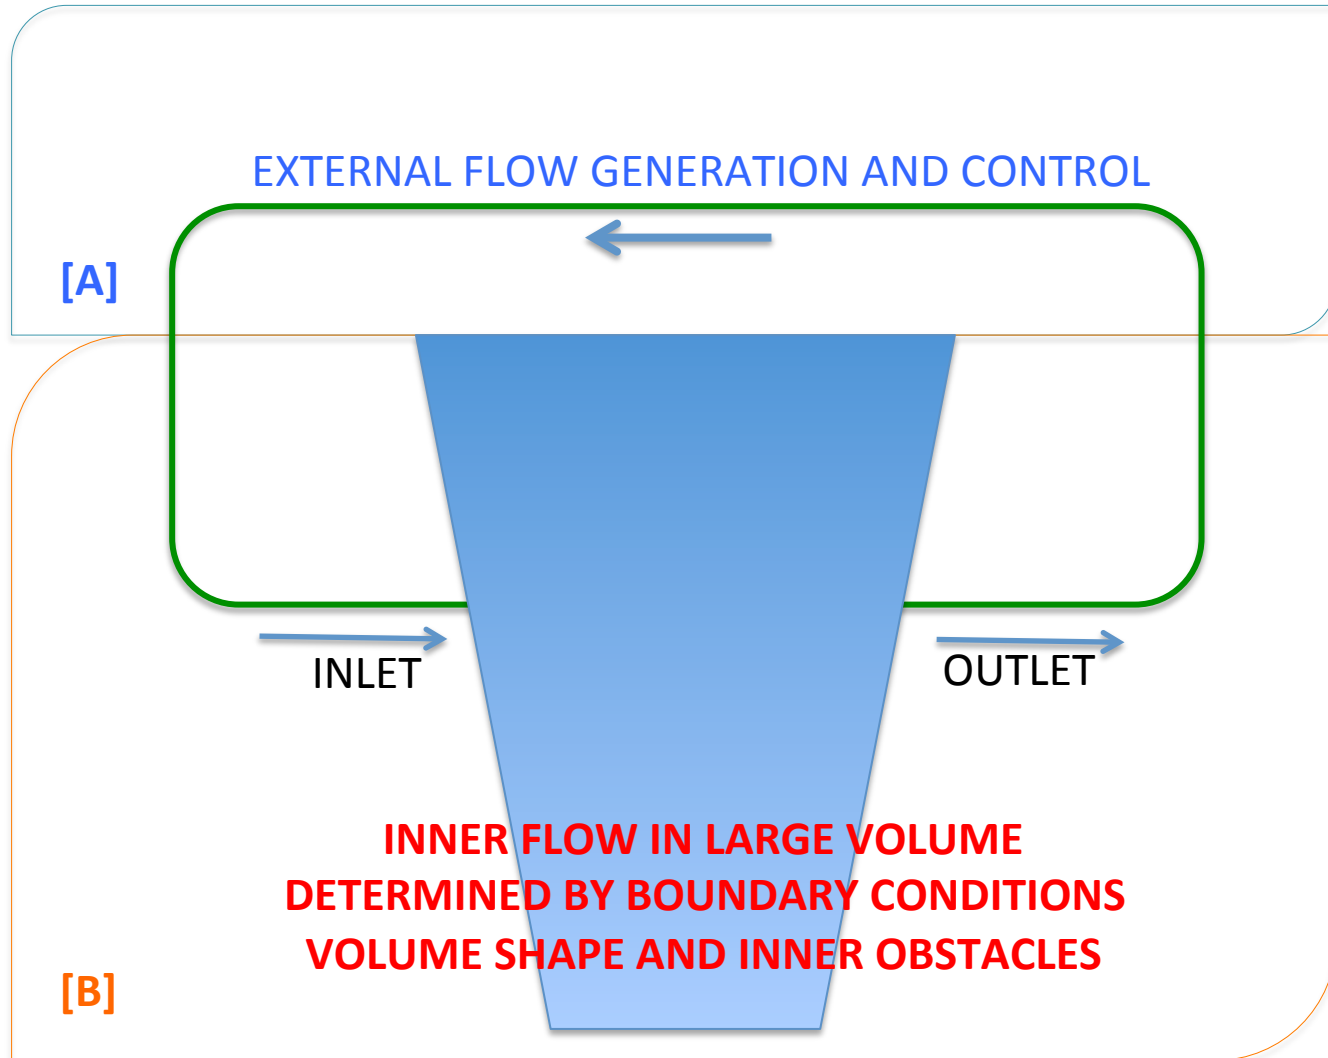 EXTERNAL FLOW GENERATION AND CONTROL
[A]
INLET
OUTLET
INNER FLOW IN LARGE VOLUME
DETERMINED BY BOUNDARY CONDITIONS
VOLUME SHAPE AND INNER OBSTACLES
[B]